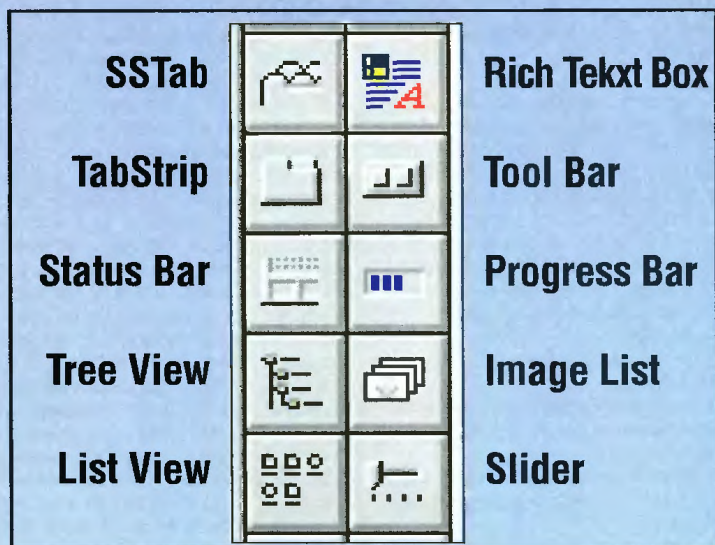 SSTab Rich Tekxt Box
TabStrip Tool Bar
Status Bar Progress Bar
Tree View Image List
List View Slider